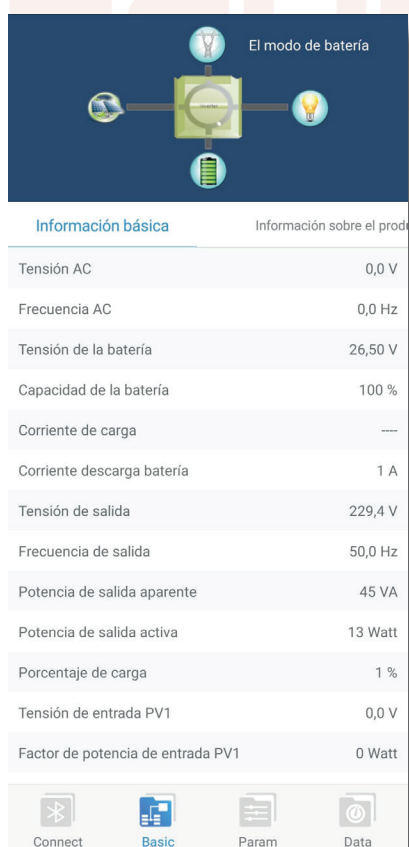 El modo de batería
inverter
Información básica
Información sobre el produ
Tensión AC 0,0 V
Frecuencia AC 0,0 Hz
Tensión de la batería 26,50 V
Capacidad de la batería 100 %
Corriente de carga ----
Corriente descarga batería 1 A
Tensión de salida 229,4 V
Frecuencia de salida 50,0 Hz
Potencia de salida aparente 45 VA
Potencia de salida activa 13 Watt
Porcentaje de carga 1 %
Tensión de entrada PV1 0,0 V
Factor de potencia de entrada PV1 0 Watt
Connect Basic Param Data